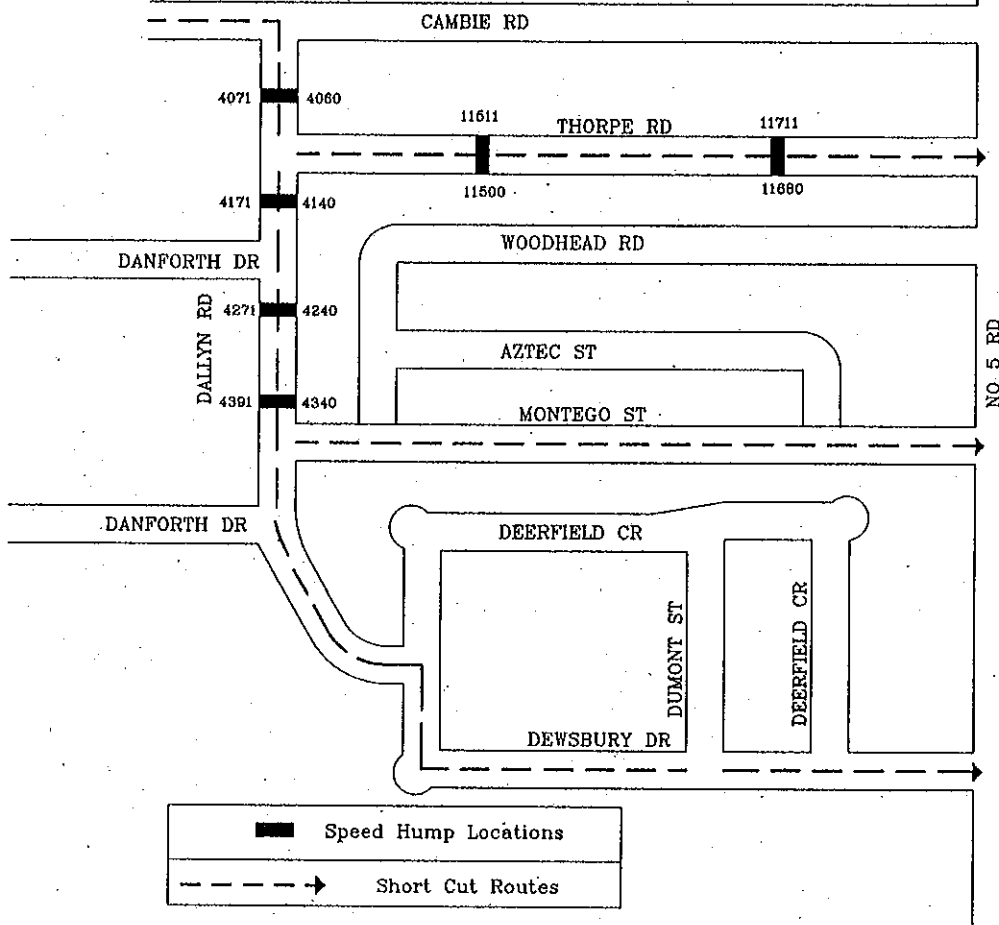 CAMBIE RD
4071
4060
11611
THORPE RD
11711
11500
11680
4171
4140
WOODHEAD RD
DANFORTH DR
DALLYN RD
4271
4240
AZTEC ST
NO 5 RD
4391
4340
MONTEGO ST
DANFORTH DR
DEERFIELD CR
DUMONT ST
DEERFIELD CR
DEWSBURY DR
Speed Hump Locations
Short Cut Routes